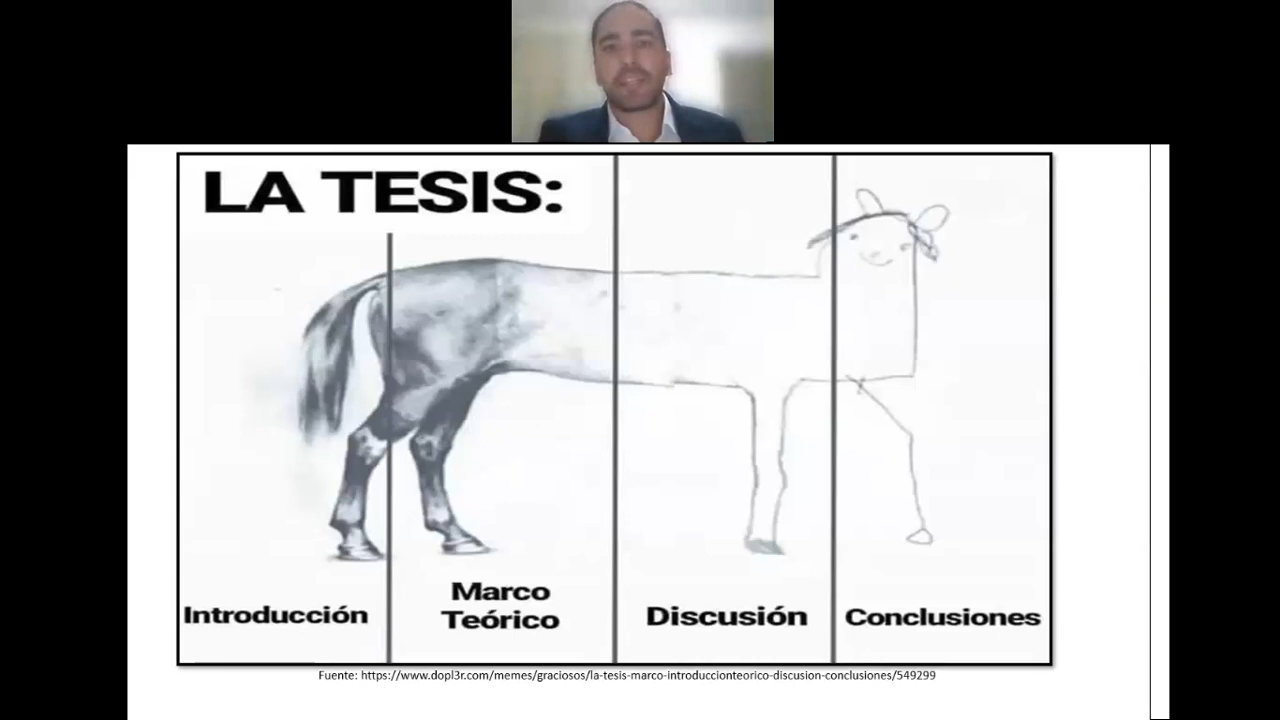 LA TESIS:
Introducción
Marco
Teórico
Discusión
Conclusiones
Fuente: https://www.dopl3r.com/memes/graciosos/la-tesis-marco-introduccionteorico-discusion-conclusiones/549299